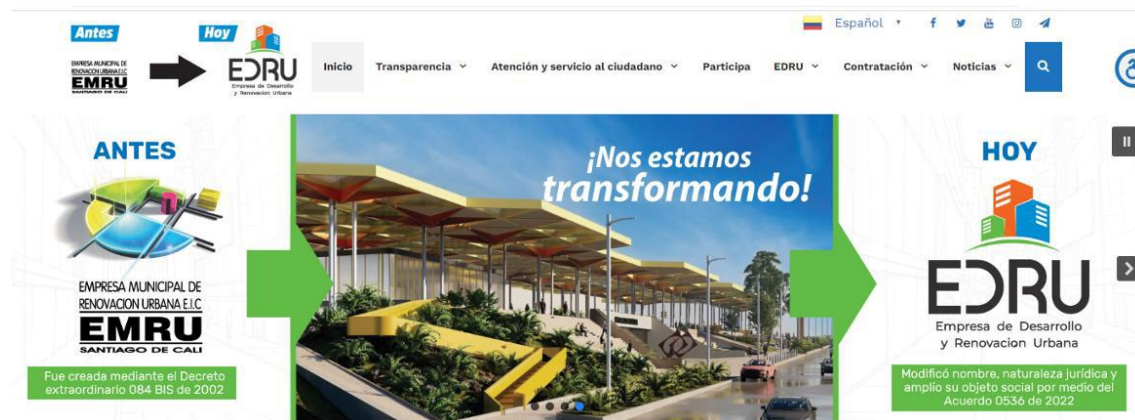 Antes
Hoy
EMPRESA MUNICIPAL DE
RENOVACION URBANA E.I.C
EMRU
SANTIAGO DE CALI
EDRU
Empresa de Desarrollo
y Renovacion Urbana
Español
Inicio Transparencia Atención y servicio al ciudadano Participa EDRU Contratación Noticias
ANTES
EMPRESA MUNICIPAL DE
RENOVACION URBANA E.I.C
EMRU
SANTIAGO DE CALI
Fue creada mediante el Decreto
extraordinario 084 BIS de 2002
¡Nos estamos
transformando!
HOY
EDRU
Empresa de Desarrollo
y Renovacion Urbana
Modificó nombre, naturaleza jurídica y
amplio su objeto social por medio del
Acuerdo 0536 de 2022